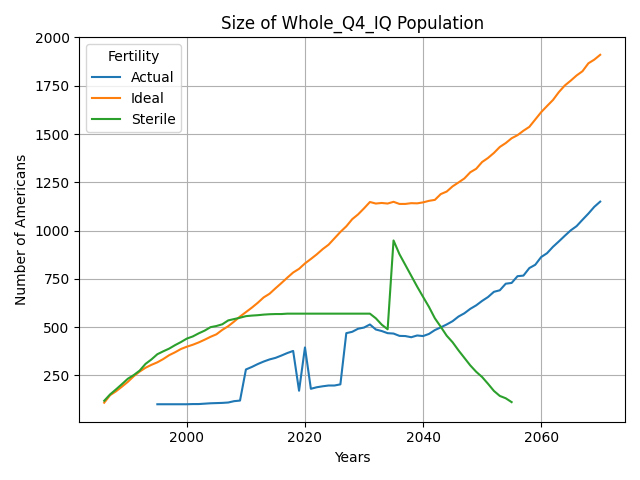 Size of Whole_Q4_IQ Population
Fertility
Actual
Ideal
Sterile
2000
1750
1500
1250
1000
750
500
250
Number of Americans
2000
2020
2040
2060
Years